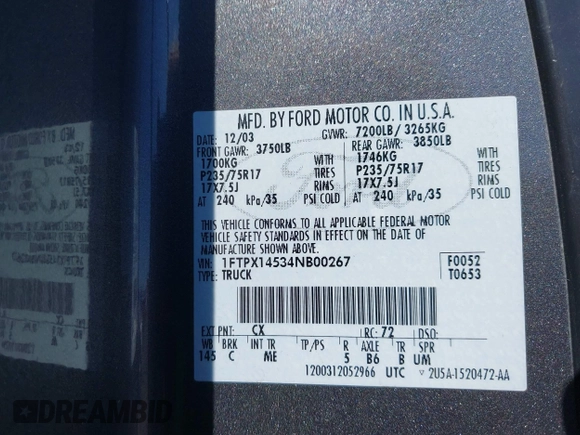 MFD. BY FORD MOTOR CO. IN U.S.A.
DATE: 12/03 GVWR: 7200LB/ 3265KG
FRONT GAWR: 3750LB REAR GAWR: 3850LB
1700KG WITH 1746KG WITH
P235/75R17 TIRES P235/75R17 TIRES
17X7.5J RIMS 17X7.5J RIMS
AT 240 kPa/35 PSI COLD AT 240 kPa/35 PSI COLD
THIS VEHICLE CONFORMS TO ALL APPLICABLE FEDERAL MOTOR
VEHICLE SAFETY STANDARDS IN EFFECT ON THE DATE OF
MANUFACTURE SHOWN ABOVE.
VIN: 1FTPX14534NB00267 F0052
TYPE: TRUCK T0653
EXT PNT: CX RC: 72 DSO:
WB BRK INT TR TP/PS R AXLE TR SPR
145 C ME 5 B6 B UM
1200312052966 UTC ▽ 2U5A-1520472-AA
Ford
DREAMBID